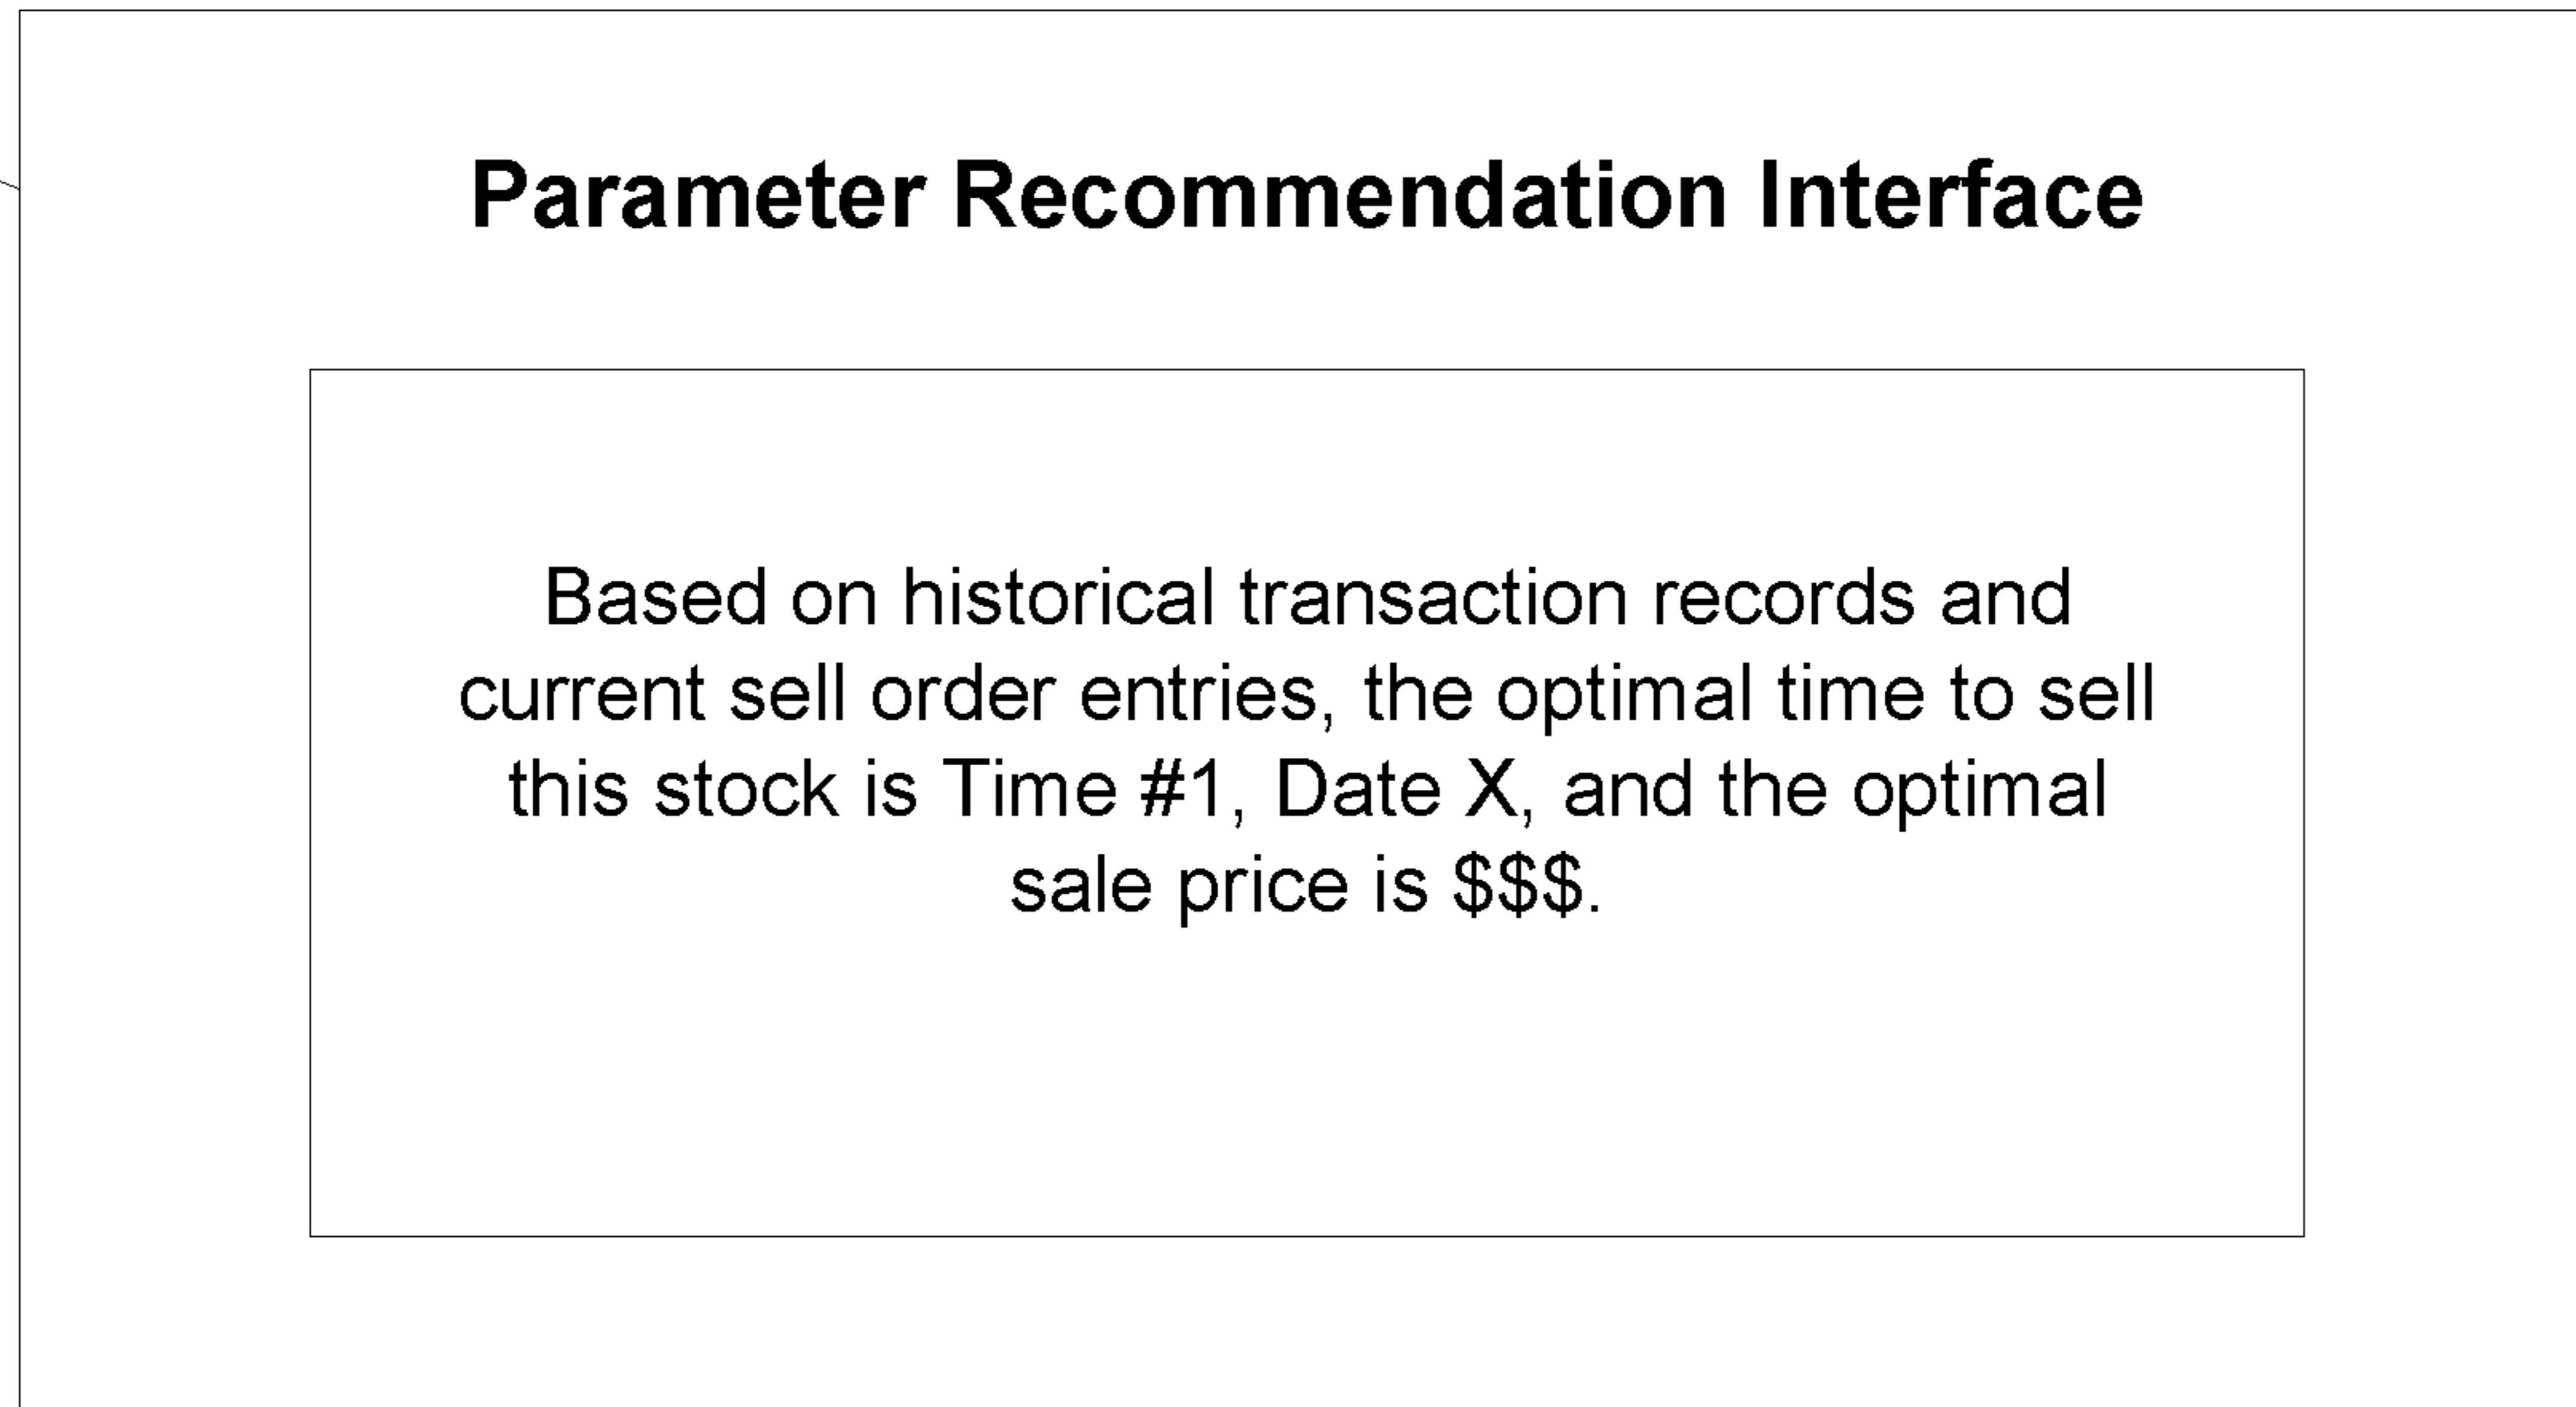 Parameter Recommendation Interface
Based on historical transaction records and
current sell order entries, the optimal time to sell
this stock is Time #1, Date X, and the optimal
sale price is $$$.